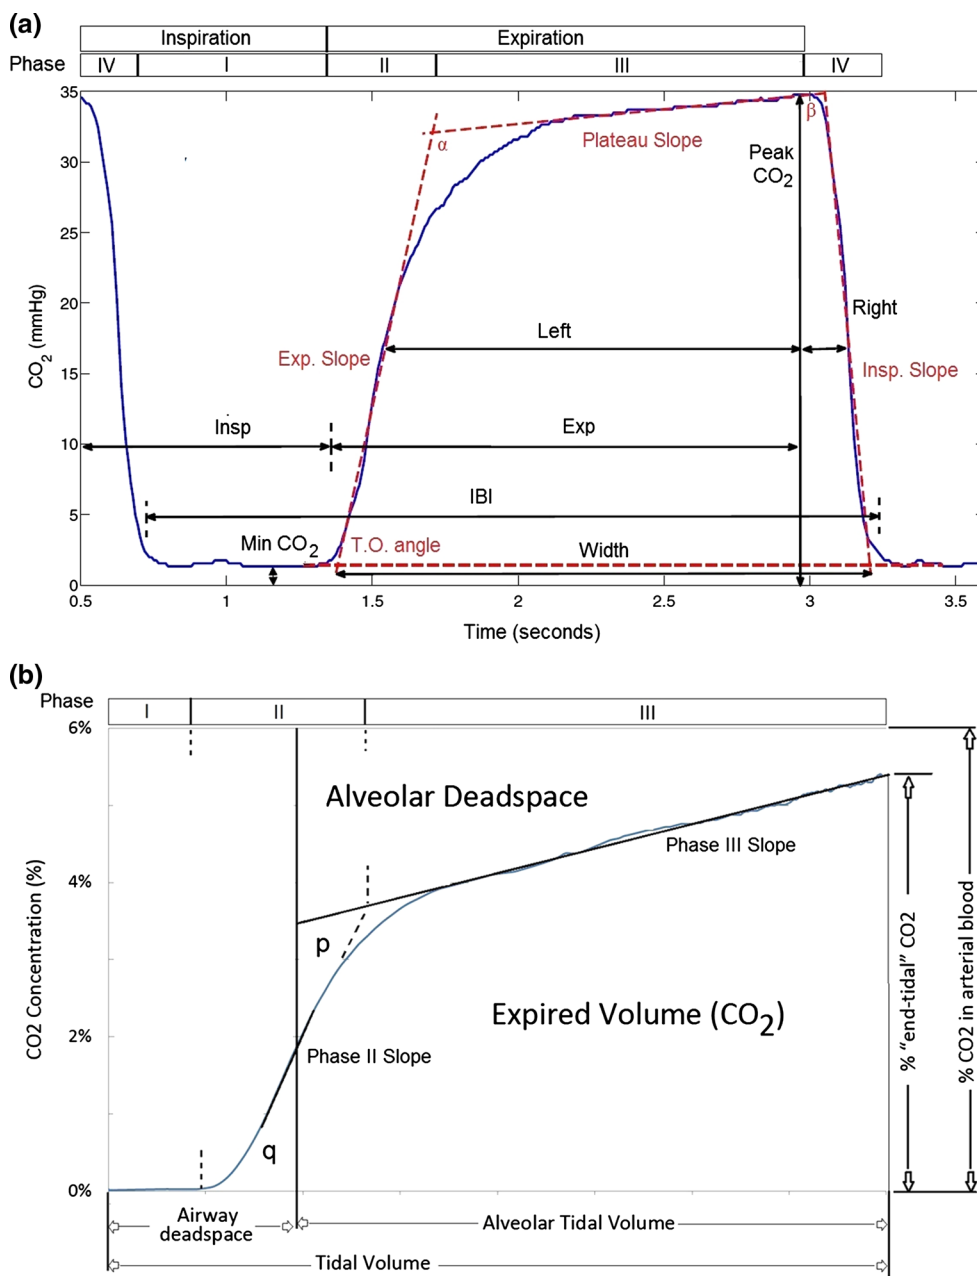 (a)
Inspiration Expiration
Phase IV I II III IV
35
30
25
20
15
10
5
0
CO2 (mmHg)
α
β
Plateau Slope
Peak
CO2
Right
Left
Exp. Slope
Insp. Slope
Insp
Exp
IBI
Min CO2
T.O. angle
Width
0.5 1 1.5 2 2.5 3 3.5
Time (seconds)
(b)
Phase I II III
6%
4%
2%
0%
CO2 Concentration (%)
Alveolar Deadspace
Phase III Slope
p
Expired Volume (CO2)
Phase II Slope
q
% "end-tidal" CO2
% CO2 in arterial blood
Airway
deadspace
Alveolar Tidal Volume
Tidal Volume